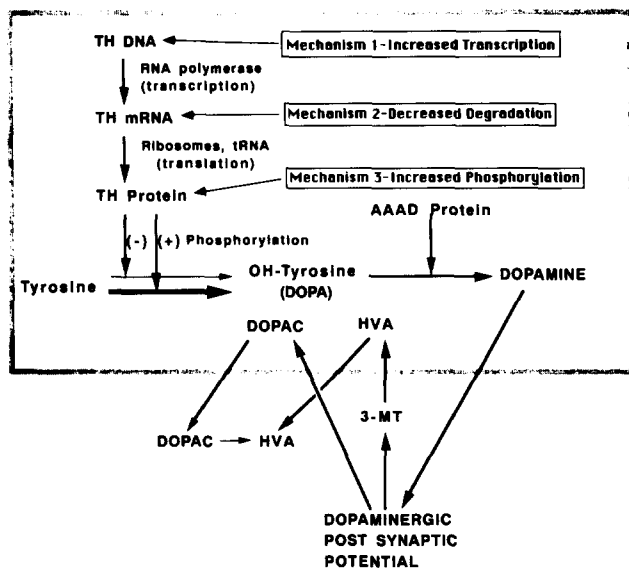 TH DNA
Mechanism 1-Increased Transcription
RNA polymerase
(transcription)
TH mRNA
Mechanism 2-Decreased Degradation
Ribosomes, tRNA
(translation)
TH Protein
Mechanism 3-Increased Phosphorylation
AAAD Protein
(-) (+) Phosphorylation
Tyrosine
OH-Tyrosine
(DOPA)
DOPAMINE
DOPAC
HVA
3-MT
DOPAC
HVA
DOPAMINERGIC
POST SYNAPTIC
POTENTIAL